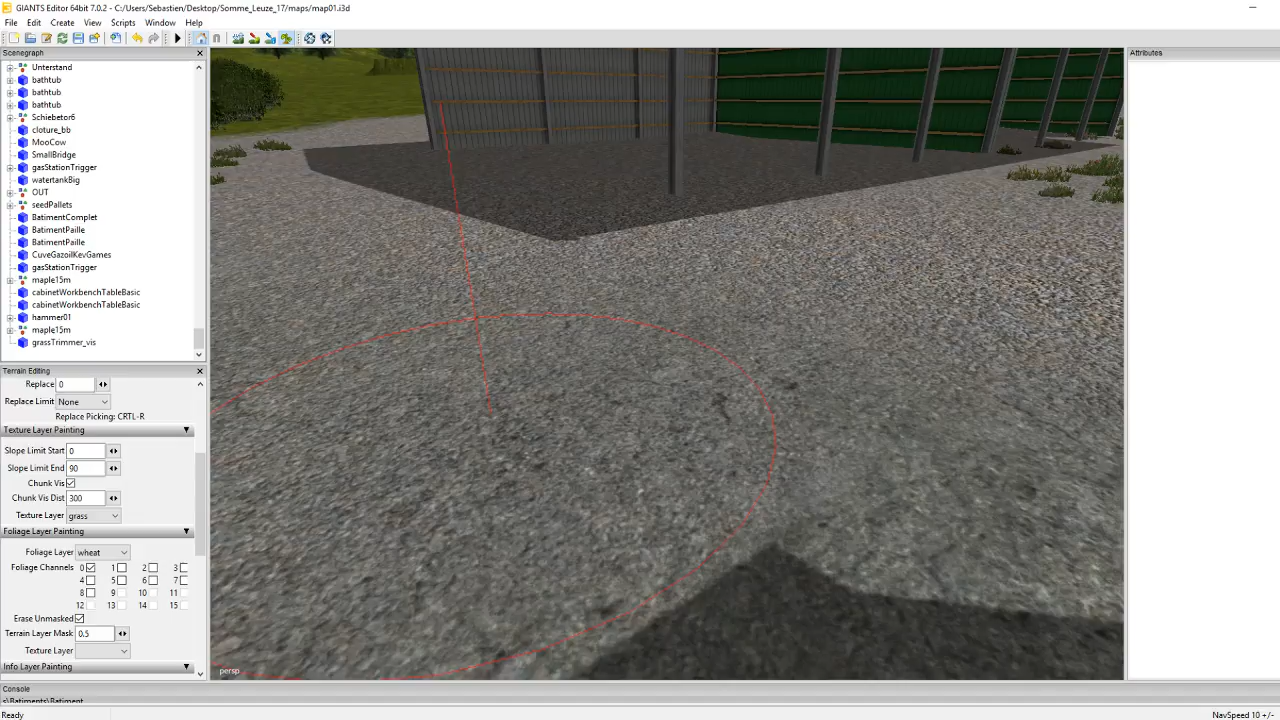 GIANTS Editor 64bit v7.0.2 - C:/Users/Sebastien/Desktop/Somme_Leuze_17/maps/map01.i3d
File Edit Create View Scripts Window Help
Scenegraph
Unterstand
bathtub
bathtub
bathtub
Schiebetor6
cloture_bb
MooCow
SmallBridge
gasStationTrigger
watertankBig
OUT
seedPallets
BatimentComplet
BatimentPaille
BatimentPaille
CuveGazoilKevGames
gasStationTrigger
maple15m
cabinetWorkbenchTableBasic
cabinetWorkbenchTableBasic
hammer01
maple15m
grassTrimmer_vis
Terrain Editing
Replace 0
Replace Limit None
Replace Picking: CRTL-R
Texture Layer Painting
Slope Limit Start 0
Slope Limit End 90
Chunk Vis
Chunk Vis Dist 300
Texture Layer grass
Foliage Layer Painting
Foliage Layer wheat
Foliage Channels 0 1 2 3
4 5 6 7
8 9 10 11
12 13 14 15
Erase Unmasked
Terrain Layer Mask 0.5
Texture Layer
Info Layer Painting
persp
Attributes
Console
s\Batiments\Batiment
Ready
NavSpeed 10 +/-